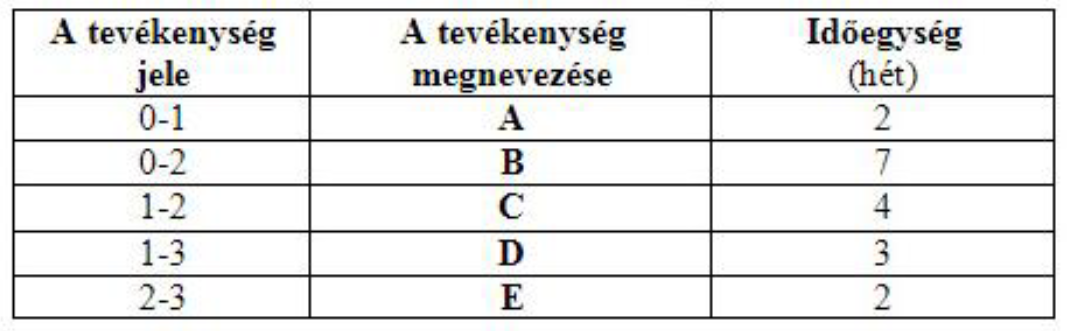 A tevékenység jele A tevékenység megnevezése Időegység (hét)
0-1 A 2
0-2 B 7
1-2 C 4
1-3 D 3
2-3 E 2